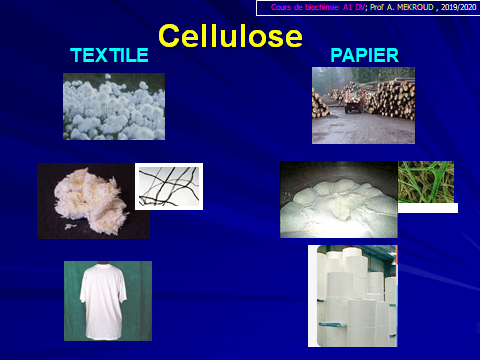 Cours de biochimie A1 DV; Prof A. MEKROUD , 2019/2020
Cellulose
TEXTILE
PAPIER